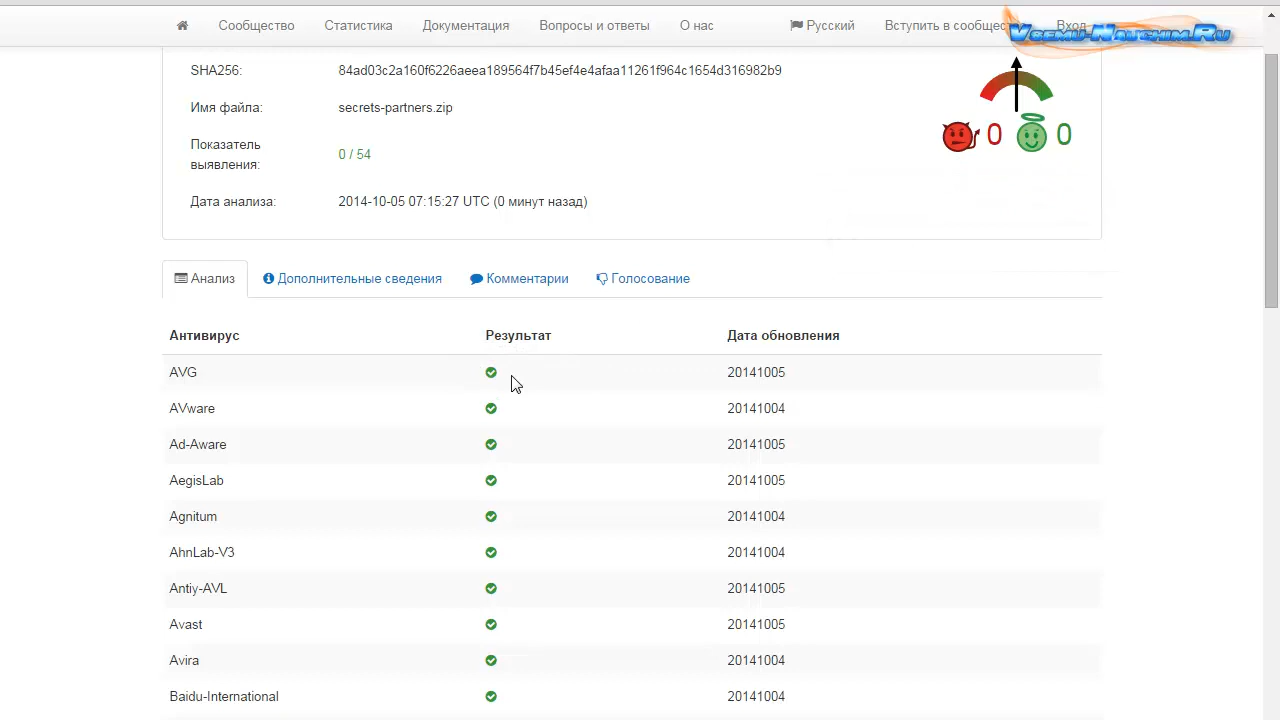 Сообщество Статистика Документация Вопросы и ответы О нас Русский Вступить в Вход
Vsemu-Nauchim.Ru
SHA256: 84ad03c2a160f6226aeea189564f7b45ef4e4afaa11261f964c1654d316982b9
Имя файла: secrets-partners.zip
Показатель
выявления: 0 / 54
Дата анализа: 2014-10-05 07:15:27 UTC (0 минут назад)
0 0
Анализ Дополнительные сведения Комментарии Голосование
Антивирус Результат Дата обновления
AVG 20141005
AVware 20141004
Ad-Aware 20141005
AegisLab 20141005
Agnitum 20141004
AhnLab-V3 20141004
Antiy-AVL 20141005
Avast 20141005
Avira 20141004
Baidu-International 20141004